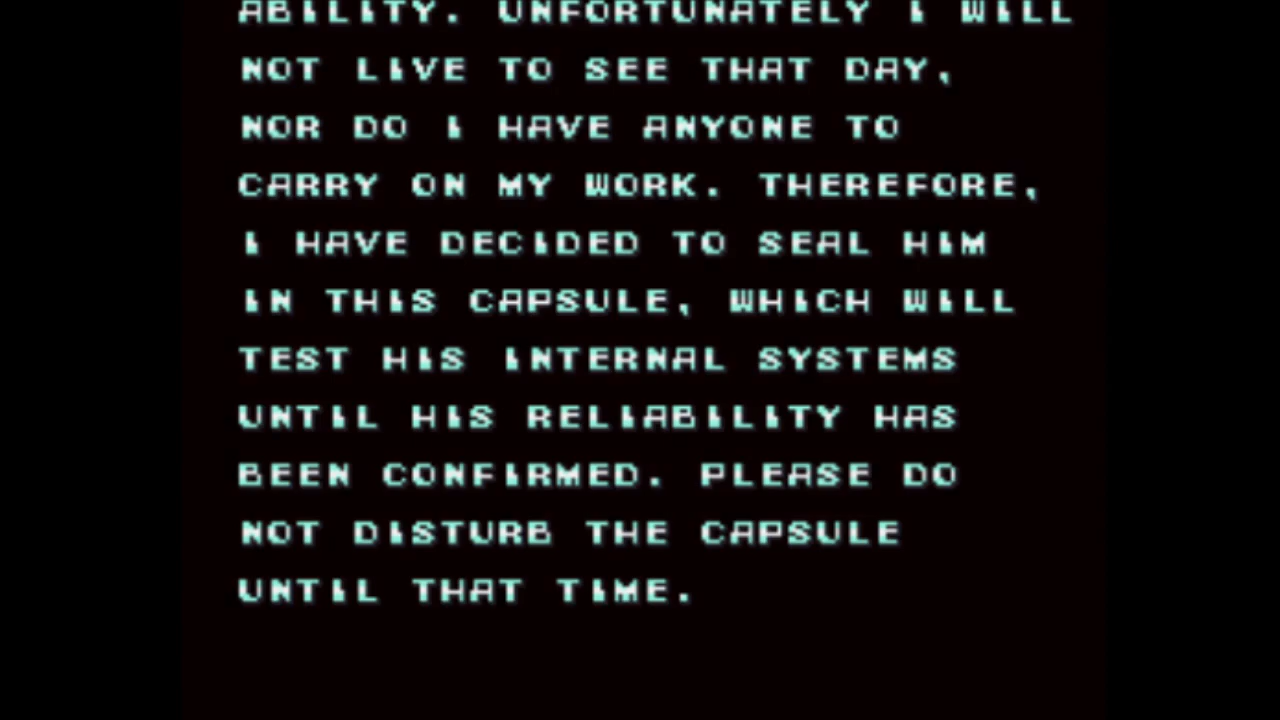 ABILITY. UNFORTUNATELY I WILL
NOT LIVE TO SEE THAT DAY,
NOR DO I HAVE ANYONE TO
CARRY ON MY WORK. THEREFORE,
I HAVE DECIDED TO SEAL HIM
IN THIS CAPSULE, WHICH WILL
TEST HIS INTERNAL SYSTEMS
UNTIL HIS RELIABILITY HAS
BEEN CONFIRMED. PLEASE DO
NOT DISTURB THE CAPSULE
UNTIL THAT TIME.